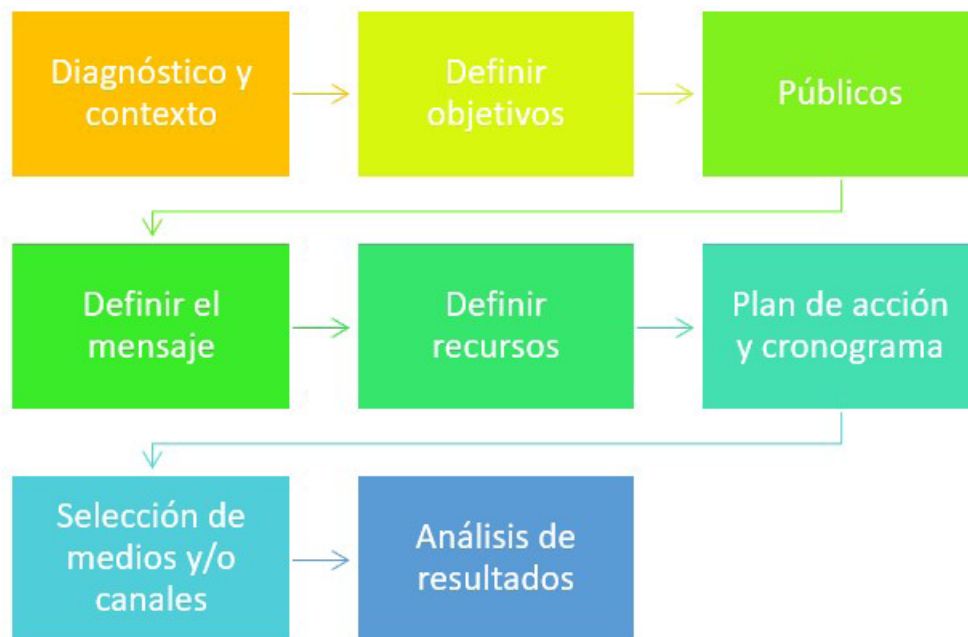 Diagnóstico y
contexto
Definir
objetivos
Públicos
Definir el
mensaje
Definir
recursos
Plan de acción
y cronograma
Selección de
medios y/o
canales
Análisis de
resultados